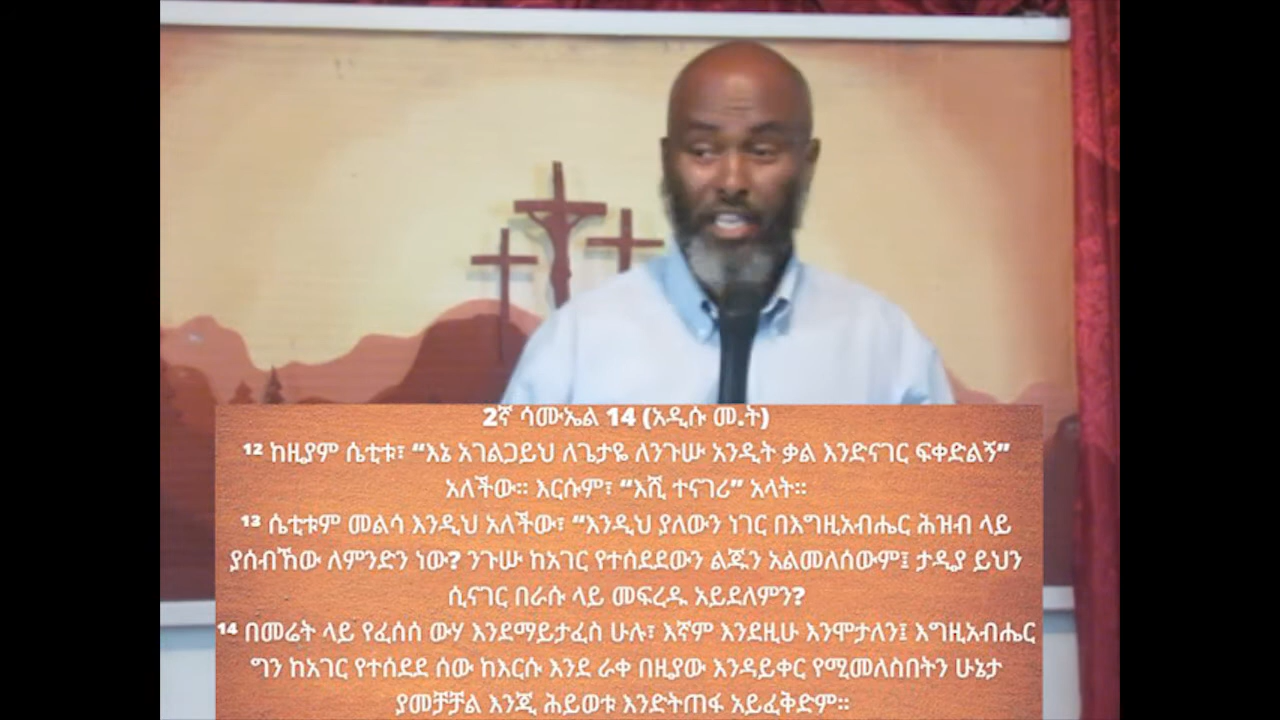 2ኛ ሳሙኤል 14 (አዲሱ መ.ት)
¹² ከዚያም ሴቲቱ፣ “እኔ አገልጋይህ ለጌታዬ ለንጉሡ አንዲት ቃል እንድናገር ፍቀድልኝ”
አለችው። እርሱም፣ “እሺ ተናገሪ” አላት።
¹³ ሴቲቱም መልሳ እንዲህ አለችው፣ “እንዲህ ያለውን ነገር በእግዚአብሔር ሕዝብ ላይ
ያሰብኸው ለምንድን ነው? ንጉሡ ከአገር የተሰደደውን ልጁን አልመለሰውም፤ ታዲያ ይህን
ሲናገር በራሱ ላይ መፍረዱ አይደለምን?
¹⁴ በመሬት ላይ የፈሰሰ ውሃ እንደማይታፈስ ሁሉ፣ እኛም እንደዚሁ እንሞታለን፤ እግዚአብሔር
ግን ከአገር የተሰደደ ሰው ከእርሱ እንደ ራቀ በዚያው እንዳይቀር የሚመለስበትን ሁኔታ
ያመቻቻል እንጂ ሕይወቱ እንድትጠፋ አይፈቅድም።